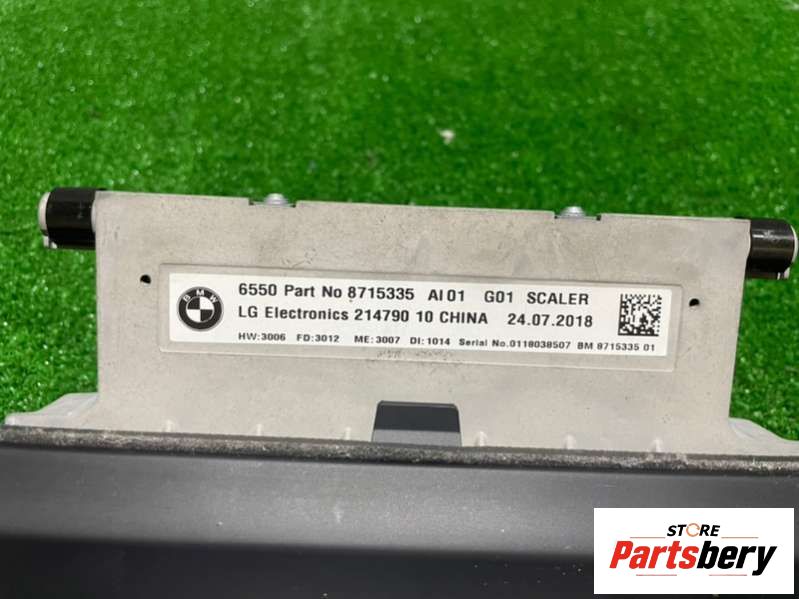 BMW
6550 Part No 8715335 AI 01 G01 SCALER
LG Electronics 214790 10 CHINA 24.07.2018
HW:3006 FD:3012 ME:3007 DI:1014 Serial No.0118038507 BM 8715335 01
STORE
Partsbery